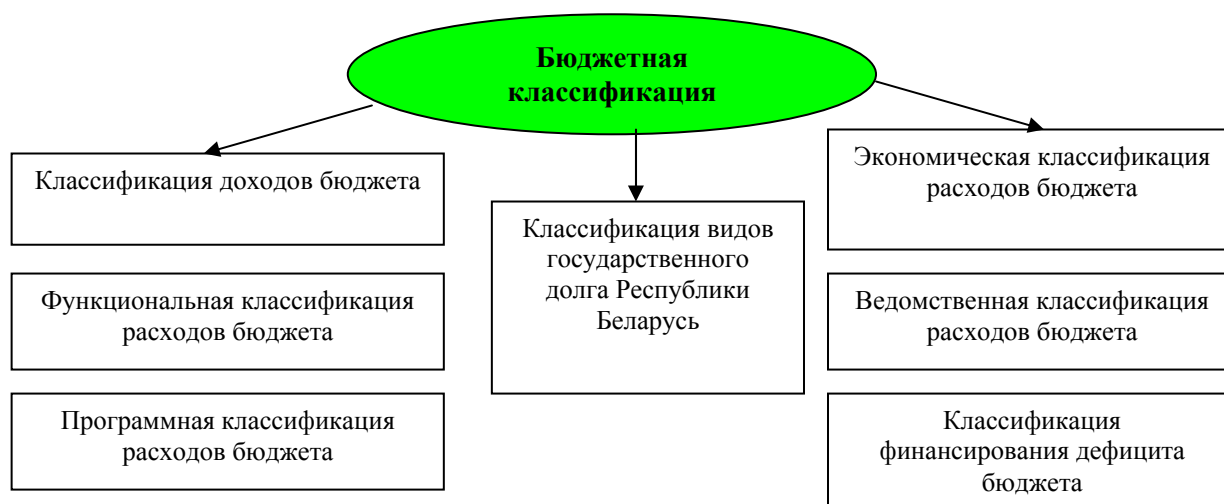 Бюджетная
классификация
Классификация доходов бюджета
Функциональная классификация
расходов бюджета
Программная классификация
расходов бюджета
Классификация видов
государственного
долга Республики
Беларусь
Экономическая классификация
расходов бюджета
Ведомственная классификация
расходов бюджета
Классификация
финансирования дефицита
бюджета